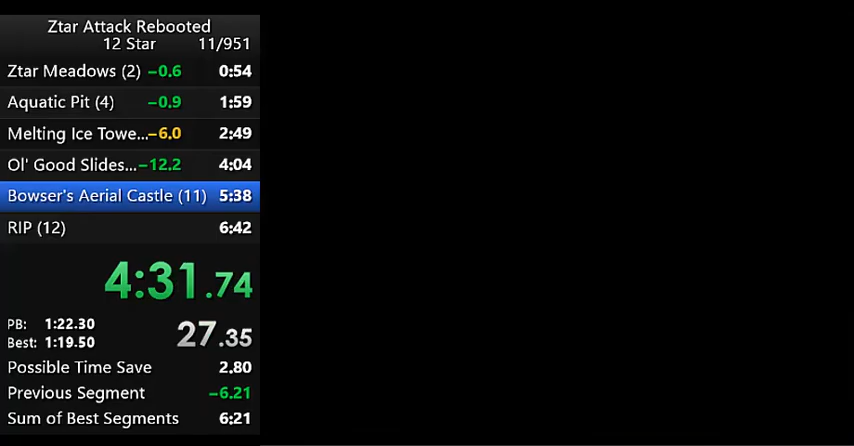 Ztar Attack Rebooted
12 Star 11/951
Ztar Meadows (2) −0.6 0:54
Aquatic Pit (4) −0.9 1:59
Melting Ice Towe... −6.0 2:49
Ol' Good Slides... −12.2 4:04
Bowser's Aerial Castle (11) 5:38
RIP (12) 6:42
4:31.74
PB: 1:22.30 27.35
Best: 1:19.50
Possible Time Save 2.80
Previous Segment −6.21
Sum of Best Segments 6:21